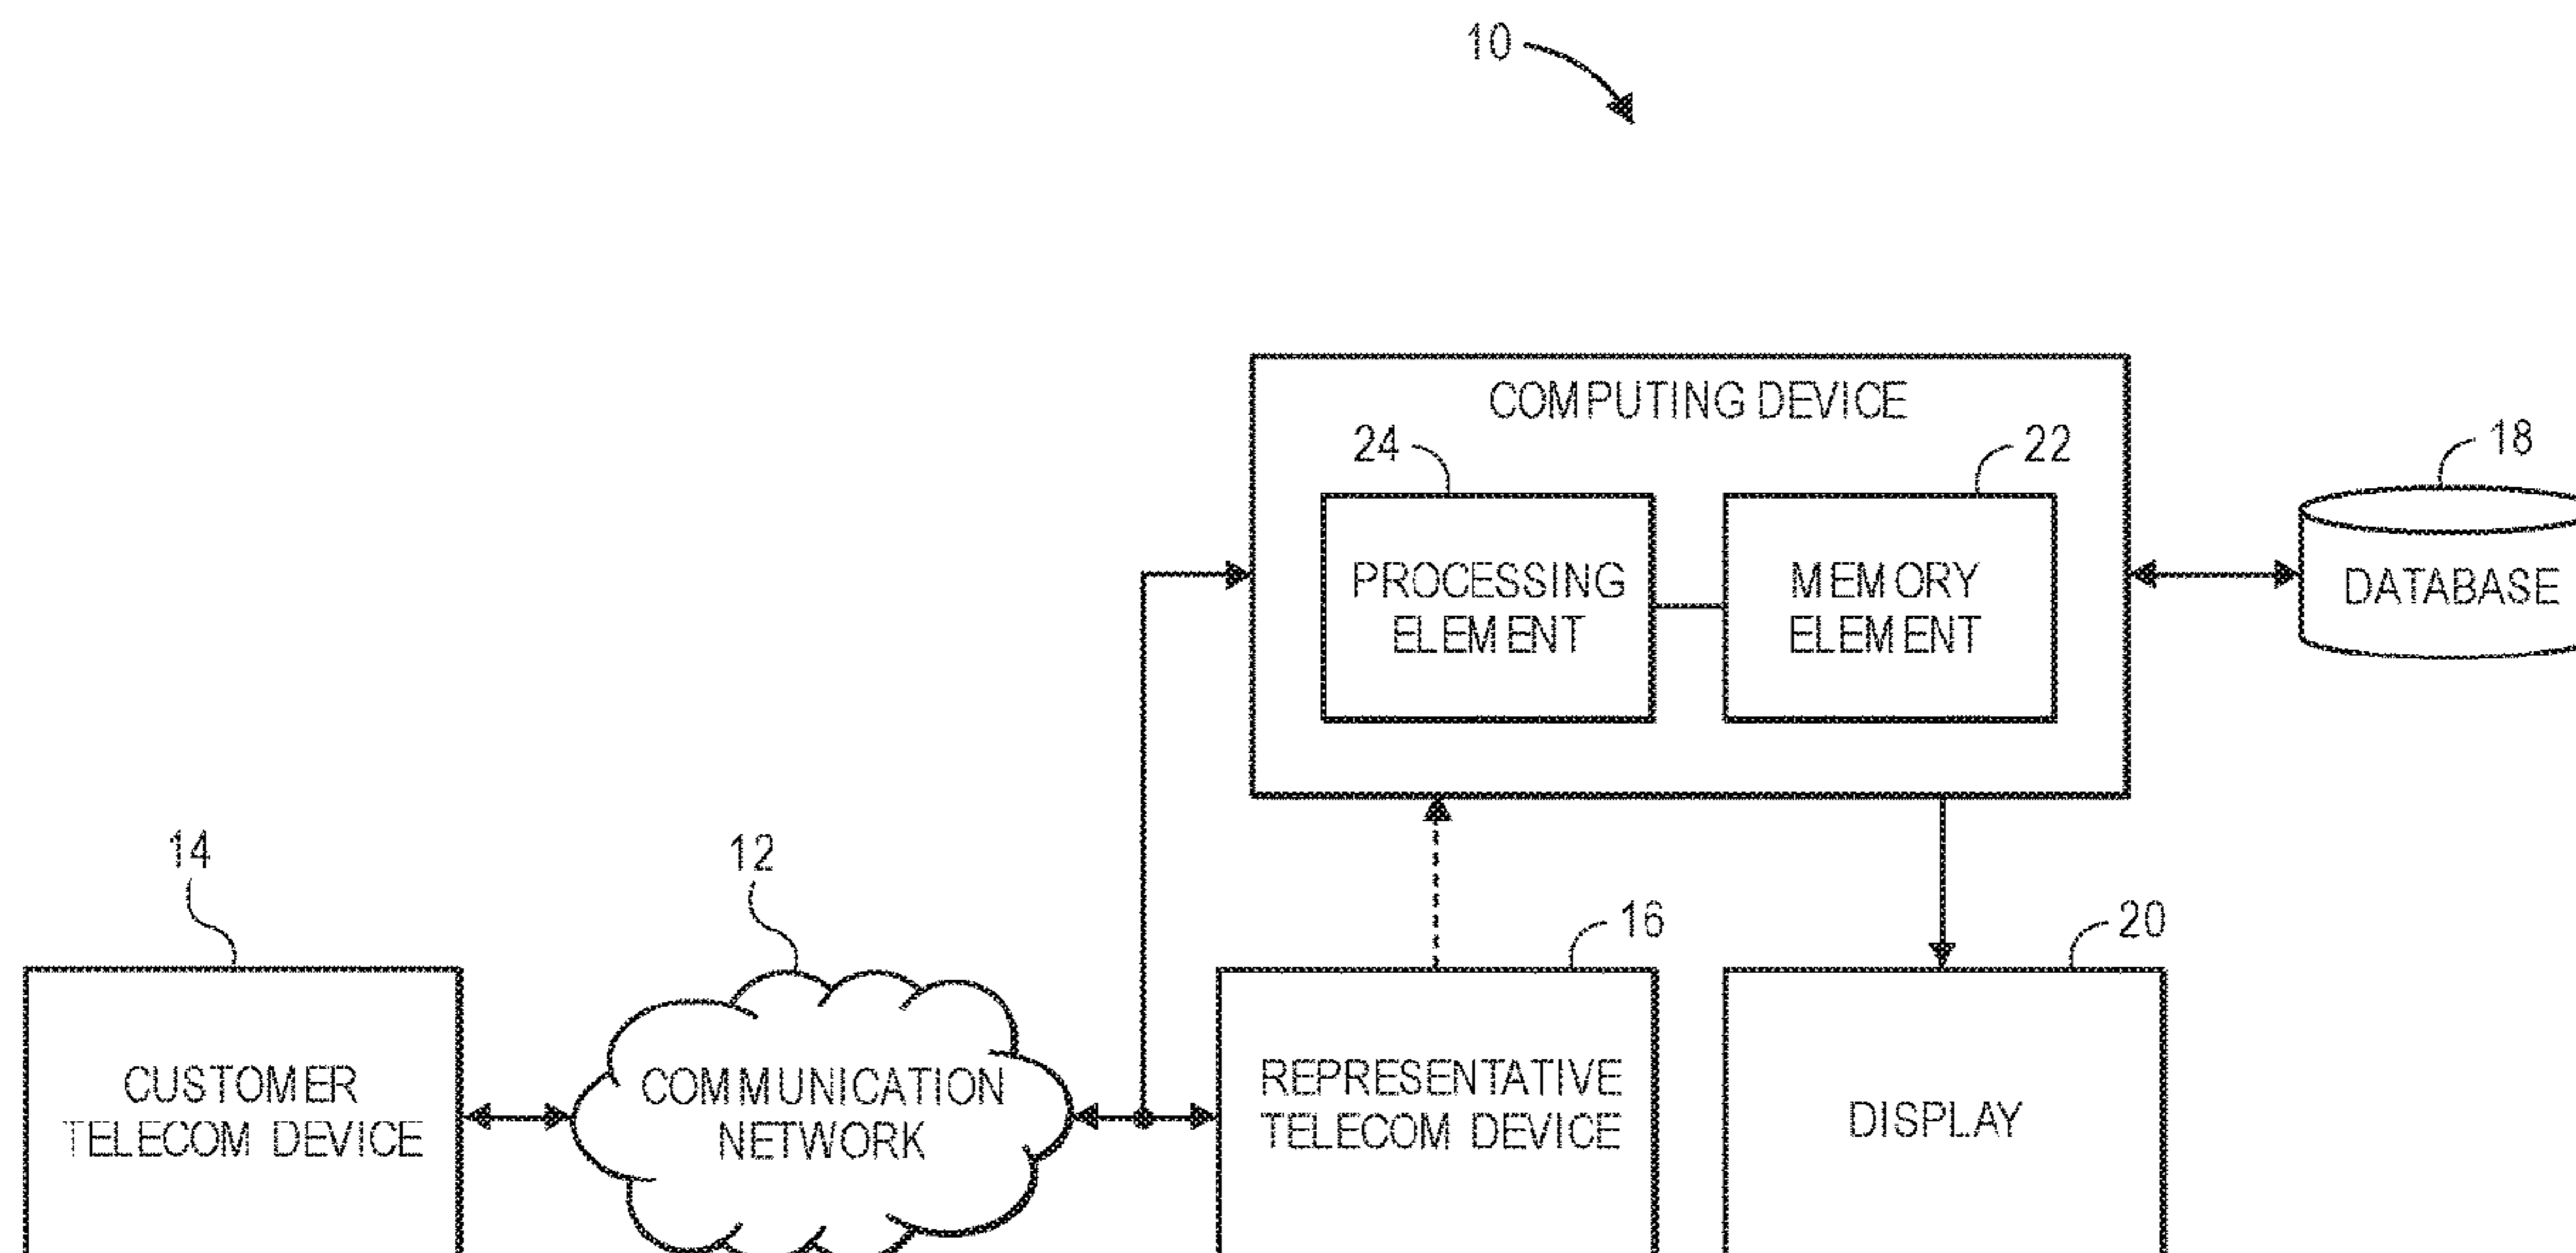 10
COMPUTING DEVICE
24
22
18
PROCESSING
ELEMENT
MEMORY
ELEMENT
DATABASE
14
12
16
20
CUSTOMER
TELECOM DEVICE
COMMUNICATION
NETWORK
REPRESENTATIVE
TELECOM DEVICE
DISPLAY